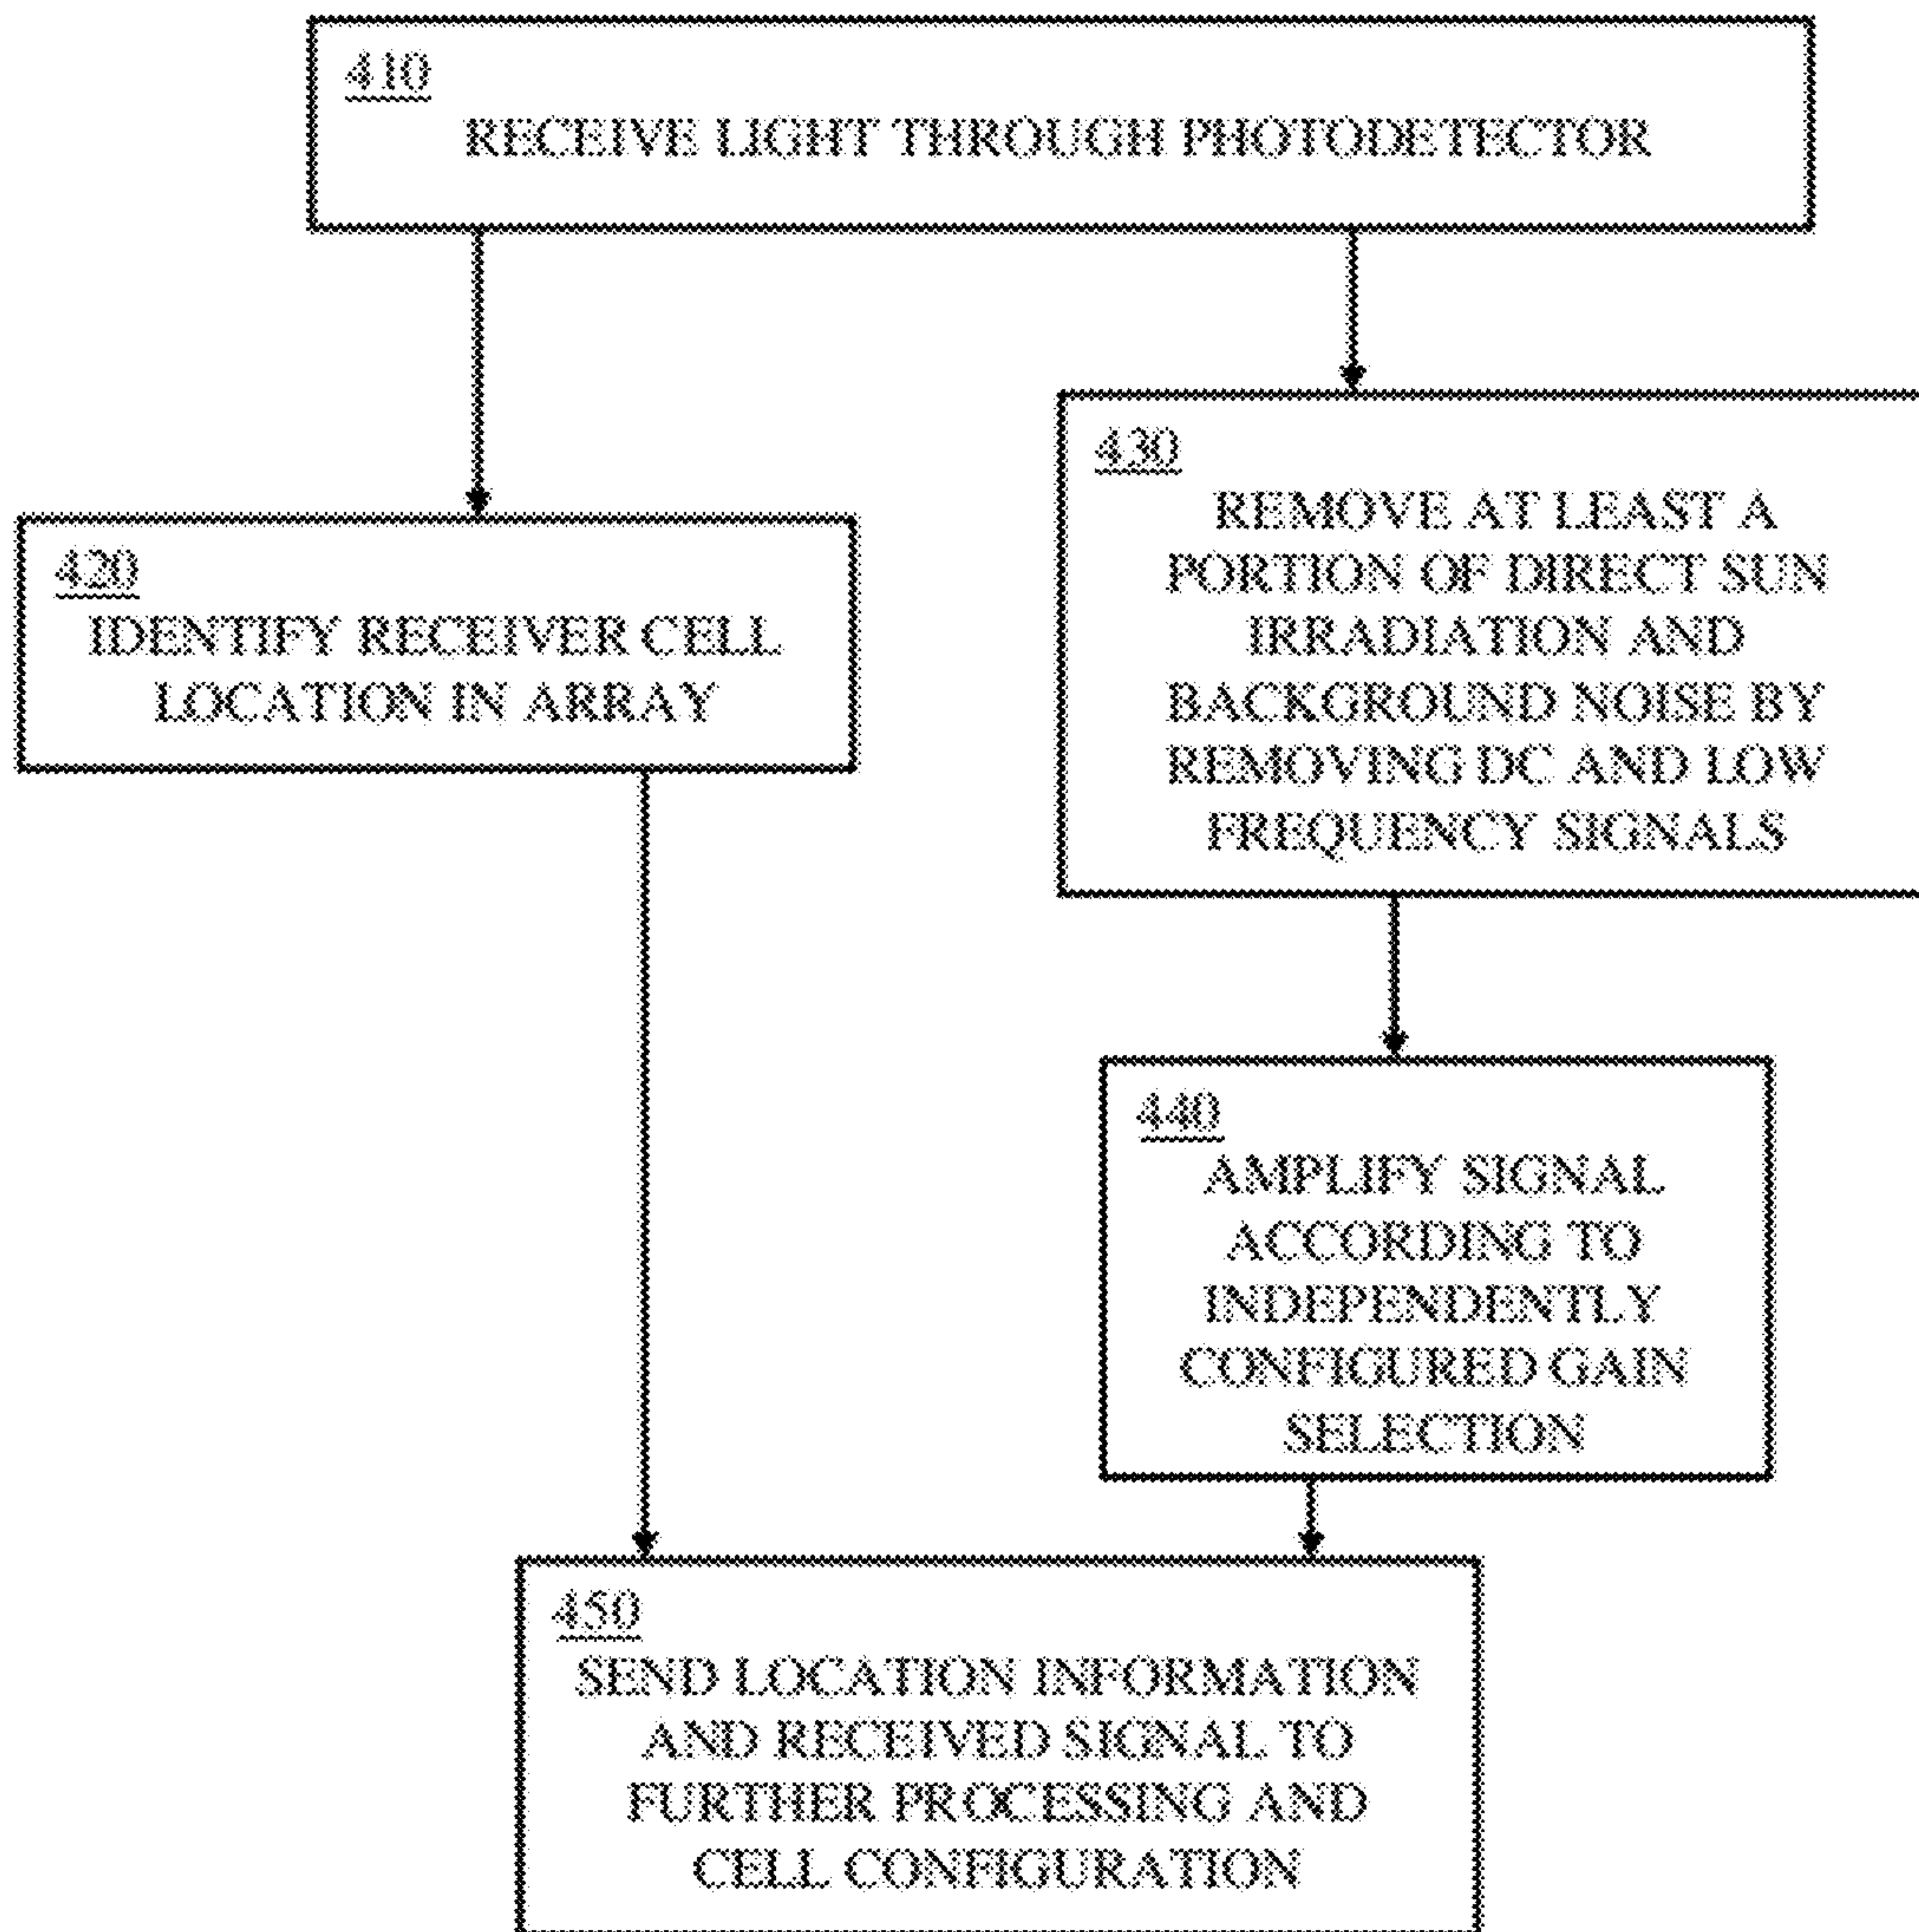 410
RECEIVE LIGHT THROUGH PHOTODETECTOR
420
IDENTIFY RECEIVER CELL
LOCATION IN ARRAY
430
REMOVE AT LEAST A
PORTION OF DIRECT SUN
IRRADIATION AND
BACKGROUND NOISE BY
REMOVING DC AND LOW
FREQUENCY SIGNALS
440
AMPLIFY SIGNAL
ACCORDING TO
INDEPENDENTLY
CONFIGURED GAIN
SELECTION
450
SEND LOCATION INFORMATION
AND RECEIVED SIGNAL TO
FURTHER PROCESSING AND
CELL CONFIGURATION